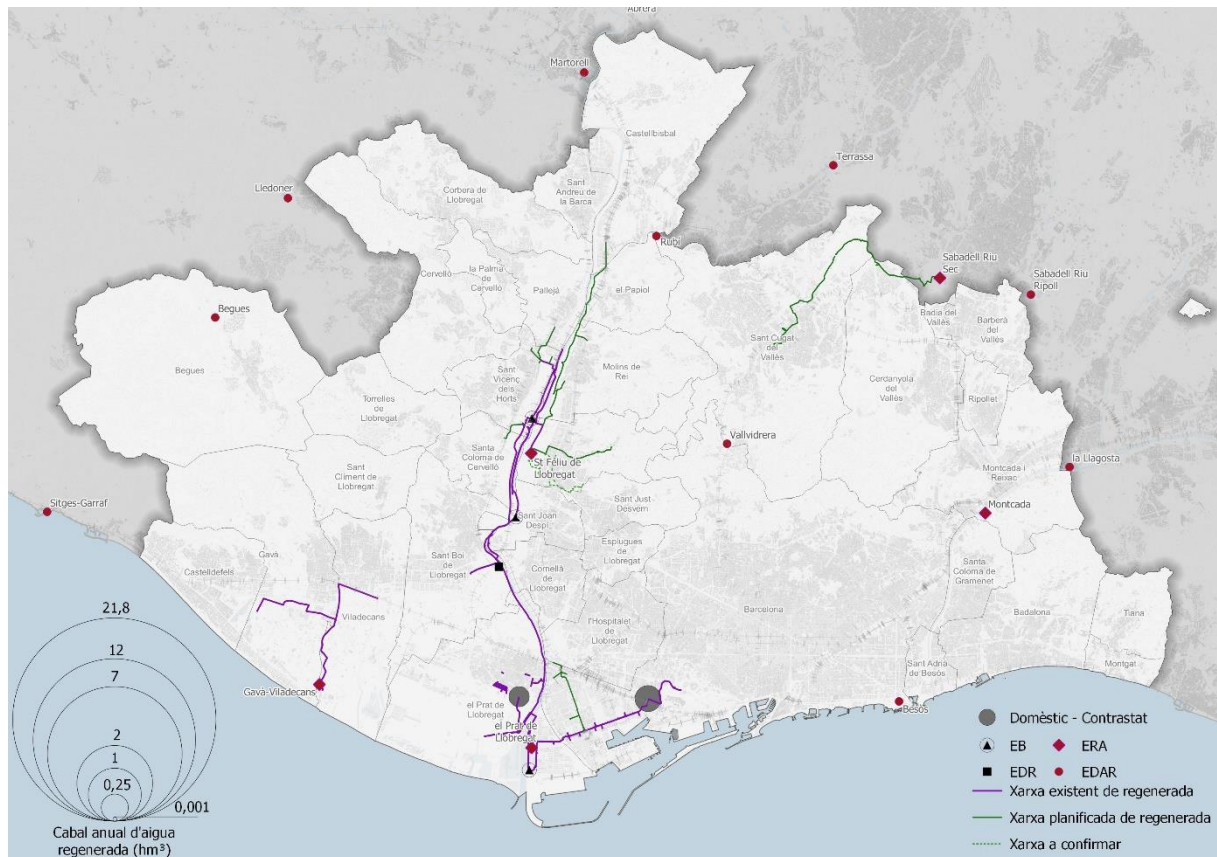 Abrera
Martorell
Castellbisbal
Terrassa
Lledoner
Corbera de
Llobregat
Sant
Andreu de
la Barca
Rubí
Sabadell Riu
Sec
Sabadell Riu
Ripoll
Cervelló
la Palma
de
Cervelló
Pallejà
el Papiol
Begues
Begues
Badia del
Vallès
Barberà
del
Vallès
Sant Cugat
del
Vallès
Molins de
Rei
Sant
Vicenç
dels
Horts
Cerdanyola
del
Vallès
Ripollet
Torrelles
de
Llobregat
Vallvidrera
Santa
Coloma de
Cervelló
St Feliu de
Llobregat
la Llagosta
Montcada i
Reixac
Sant
Climent de
Llobregat
Sitges-Garraf
Sant Just
Desvern
Montcada
Sant Joan
Despí
Gavà
Castelldefels
Sant Boi
de
Llobregat
Esplugues
de
Llobregat
Cornellà
de
Llobregat
Santa
Coloma de
Gramenet
Barcelona
Badalona
Tiana
Viladecans
l'Hospitalet
de
Llobregat
Sant Adrià
de Besòs
Montgat
Gavà-Viladecans
el Prat de
Llobregat
el Prat de
Llobregat
Besòs
21,8
12
7
2
1
0,25
0,001
Cabal anual d'aigua
regenerada (hm³)
Domèstic - Contrastat
EB
ERA
EDR
EDAR
Xarxa existent de regenerada
Xarxa planificada de regenerada
Xarxa a confirmar